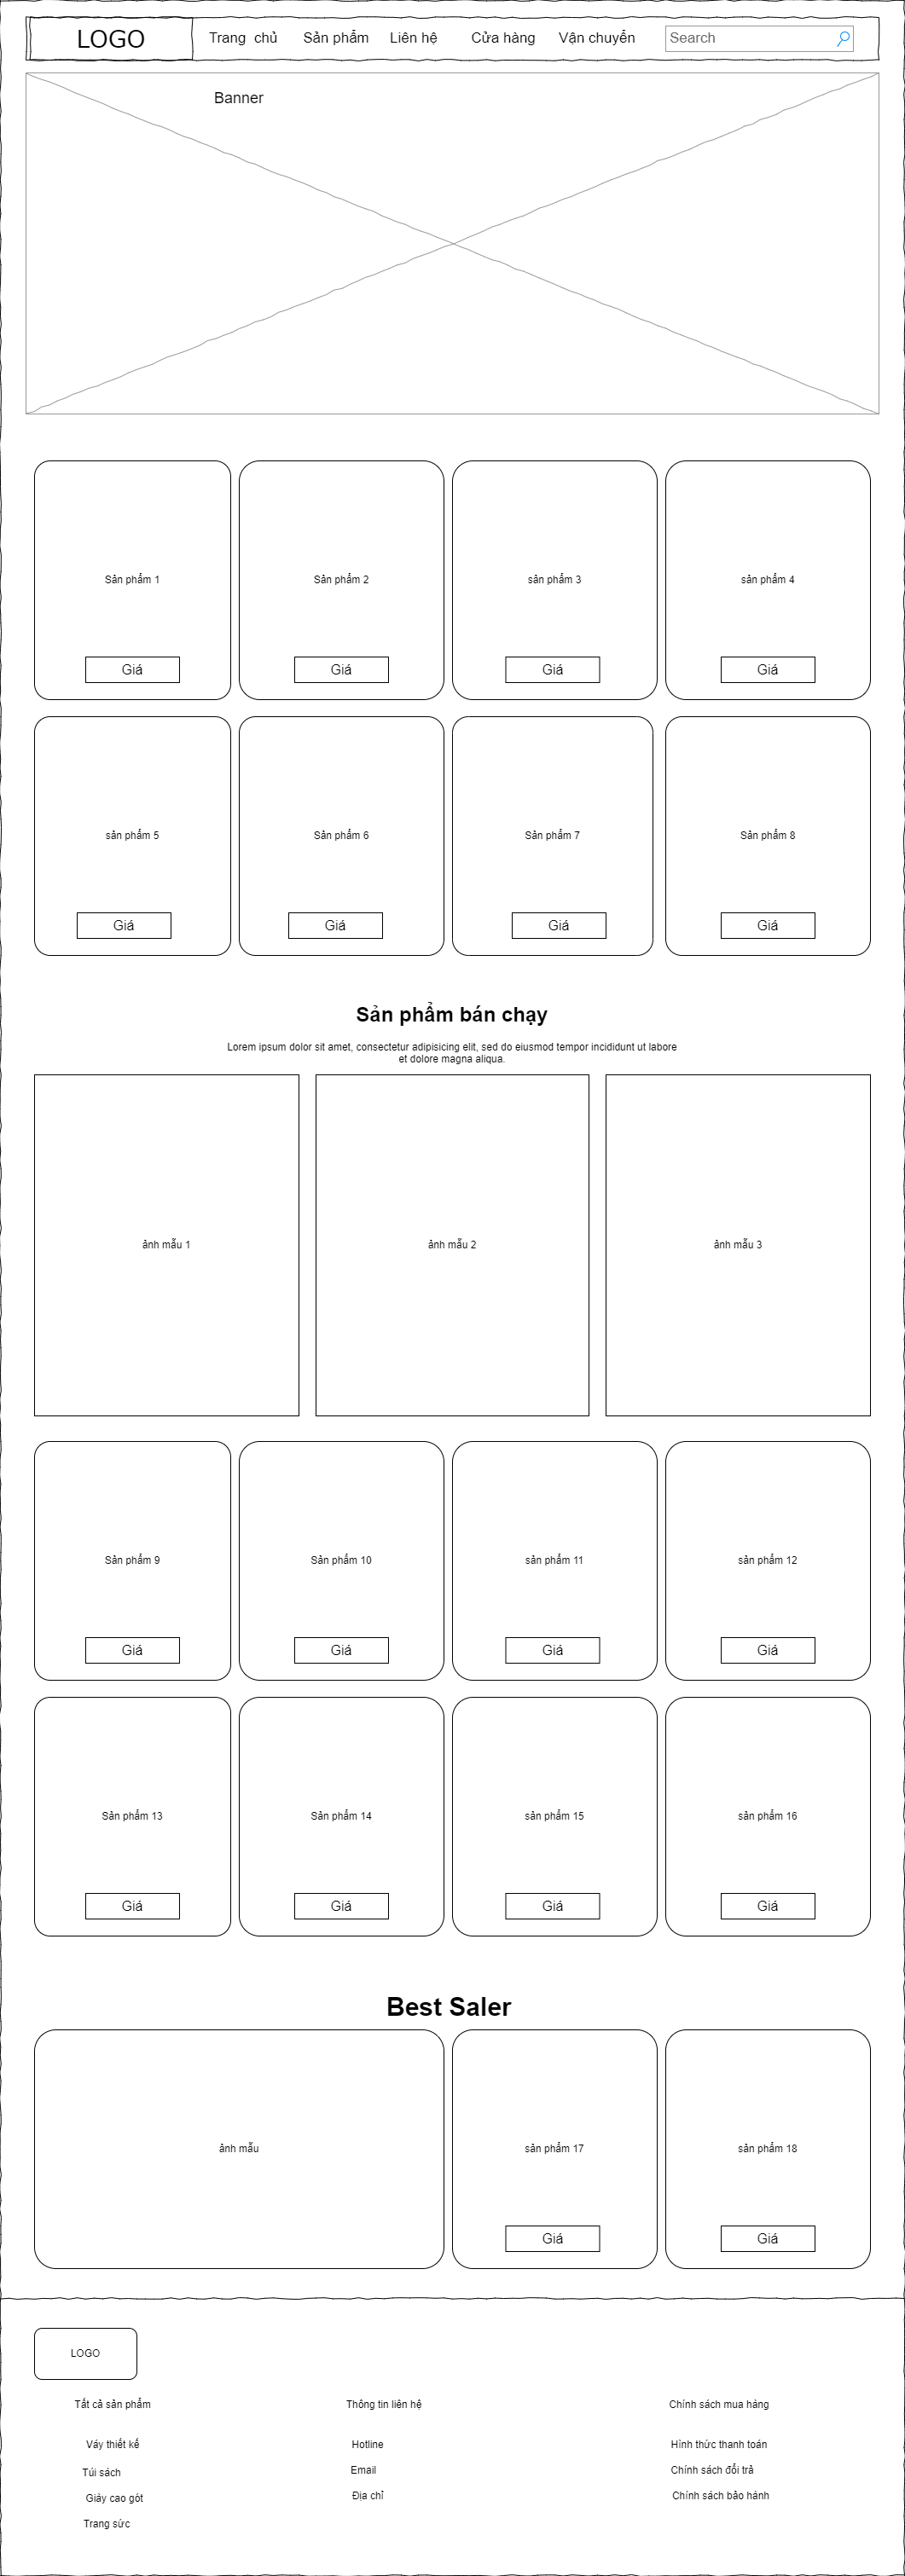 LOGO
Trang chủ
Sản phẩm
Liên hệ
Cửa hàng
Vận chuyển
Search
Banner
Sản phẩm 1
Sản phẩm 2
sản phẩm 3
sản phẩm 4
Giá
Giá
Giá
Giá
sản phẩm 5
Sản phẩm 6
Sản phẩm 7
Sản phẩm 8
Giá
Giá
Giá
Giá
Sản phẩm bán chạy
Lorem ipsum dolor sit amet, consectetur adipisicing elit, sed do eiusmod tempor incididunt ut labore
et dolore magna aliqua.
ảnh mẫu 1
ảnh mẫu 2
ảnh mẫu 3
Sản phẩm 9
Sản phẩm 10
sản phẩm 11
sản phẩm 12
Giá
Giá
Giá
Giá
Sản phẩm 13
Sản phẩm 14
sản phẩm 15
sản phẩm 16
Giá
Giá
Giá
Giá
Best Saler
ảnh mẫu
sản phẩm 17
sản phẩm 18
Giá
Giá
LOGO
Tất cả sản phẩm
Thông tin liên hệ
Chính sách mua hàng
Váy thiết kế
Hotline
Hình thức thanh toán
Túi sách
Email
Chính sách đổi trả
Giày cao gót
Địa chỉ
Chính sách bảo hành
Trang sức